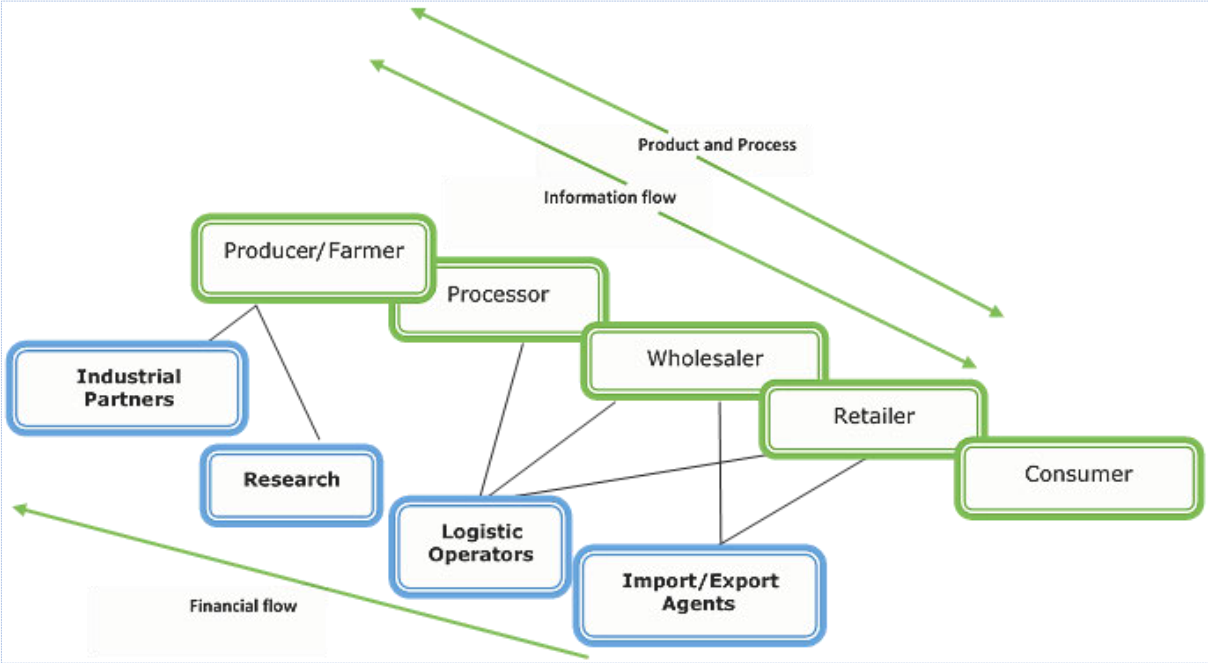 Product and Process
Information flow
Producer/Farmer
Processor
Wholesaler
Industrial
Partners
Retailer
Research
Consumer
Logistic
Operators
Import/Export
Agents
Financial flow